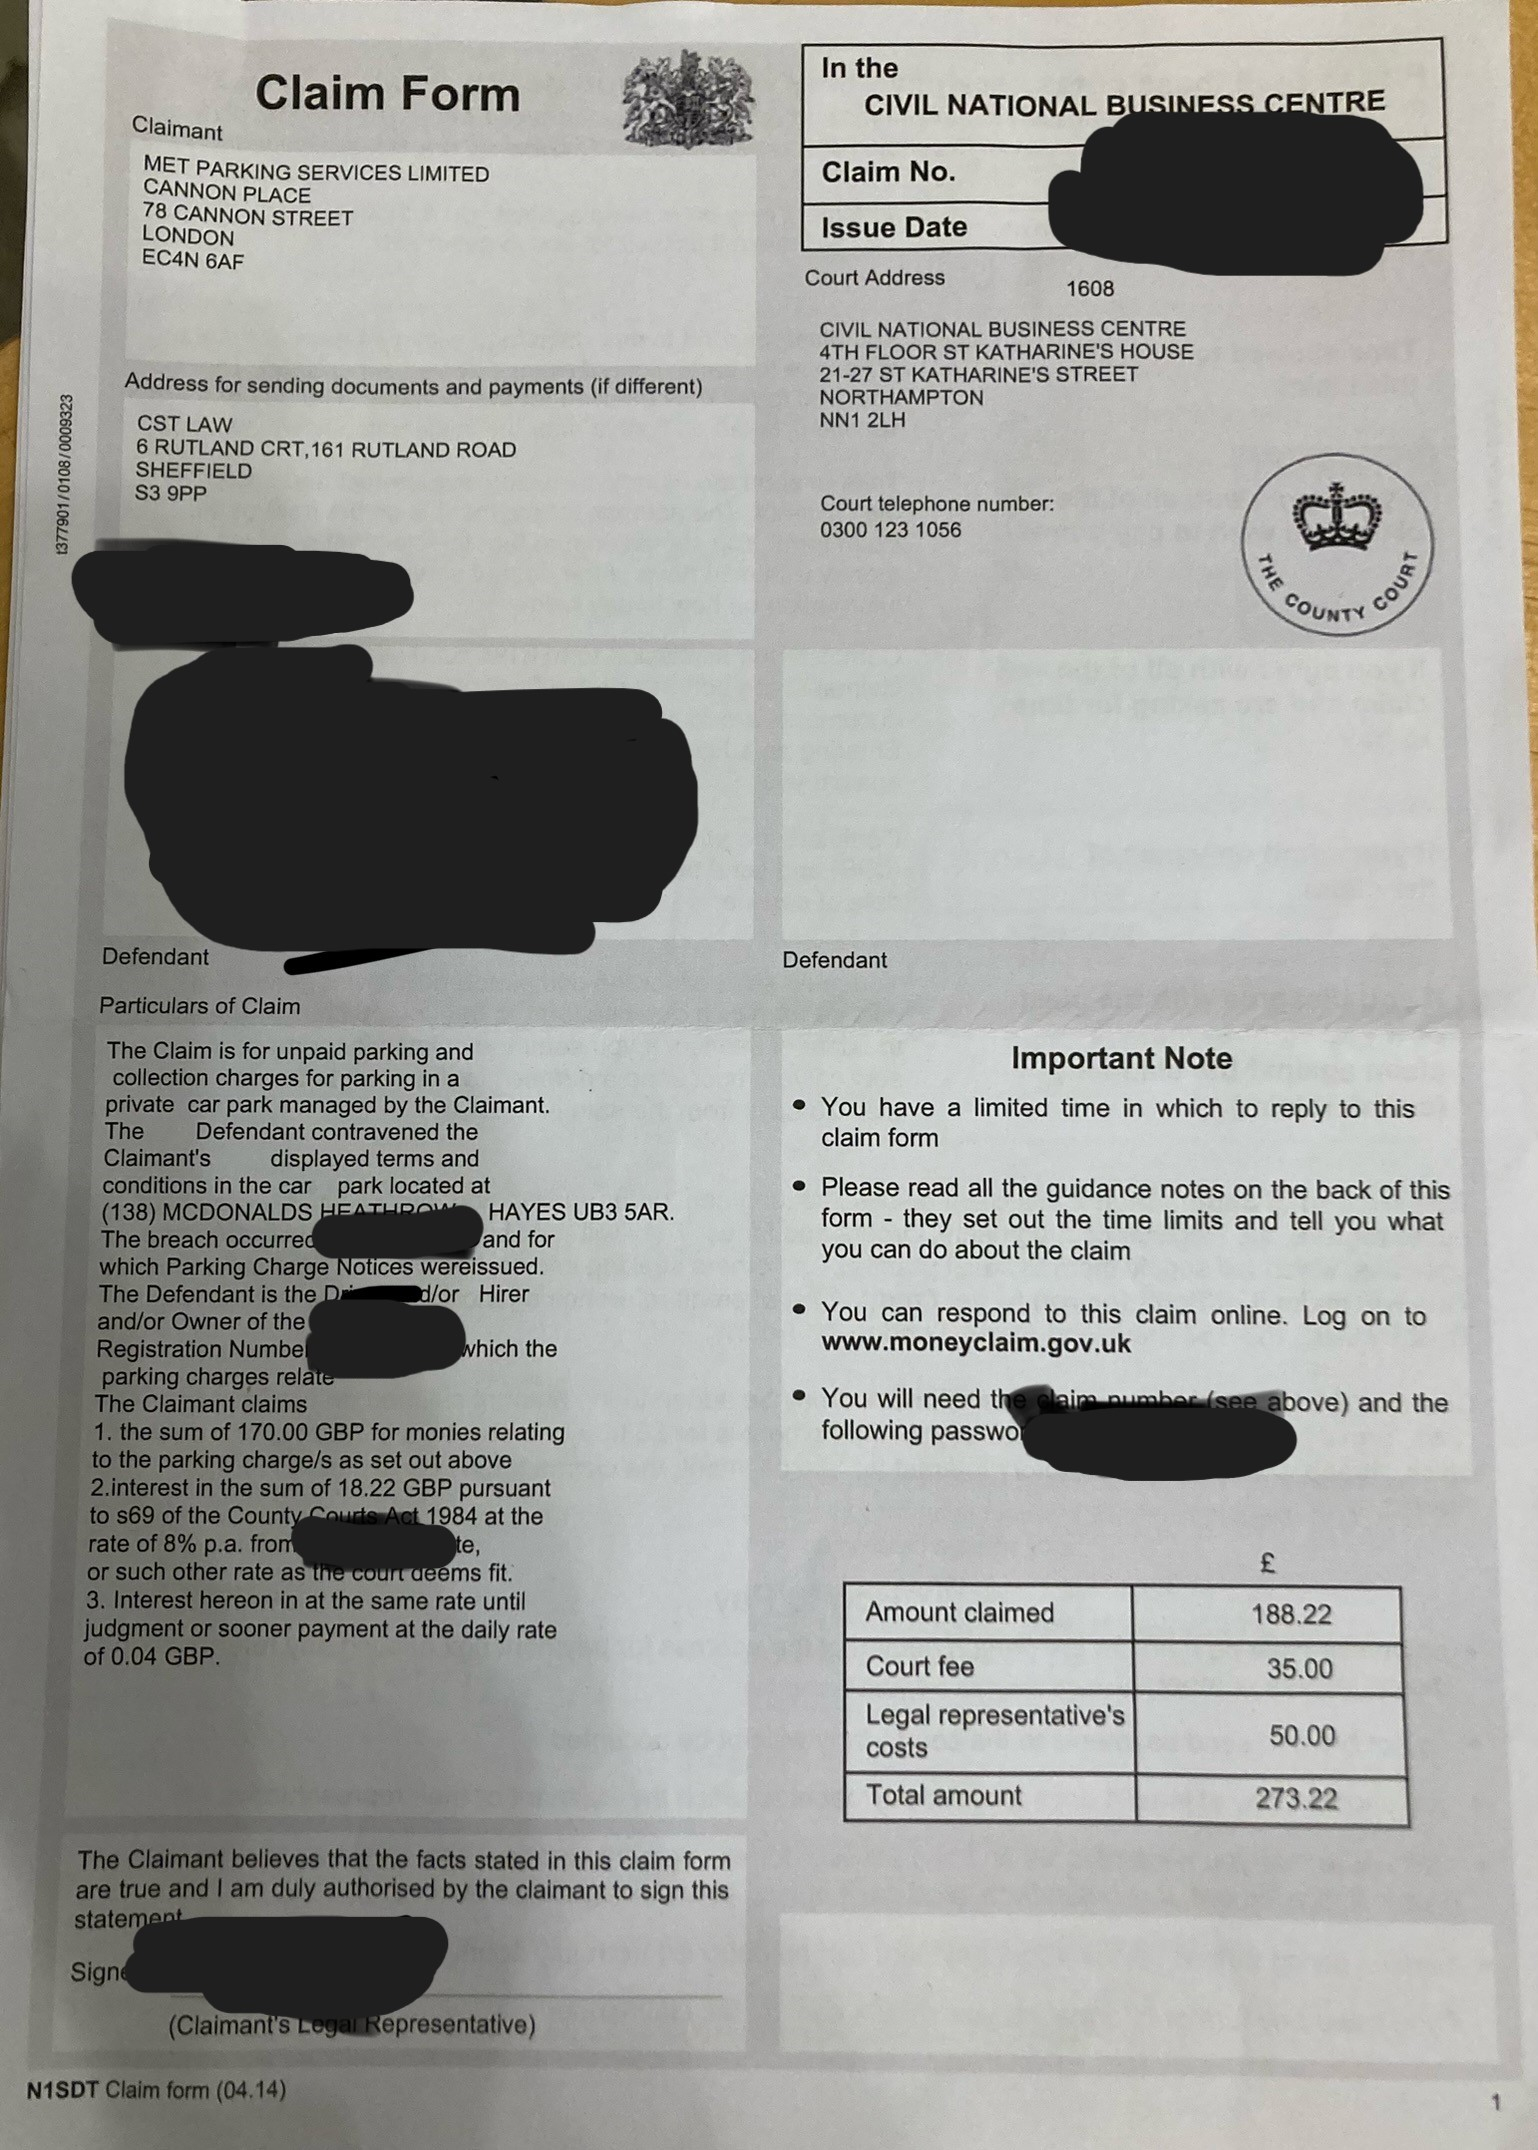 Claim Form
Claimant
MET PARKING SERVICES LIMITED
CANNON PLACE
78 CANNON STREET
LONDON
EC4N 6AF
Address for sending documents and payments (if different)
CST LAW
6 RUTLAND CRT,161 RUTLAND ROAD
SHEFFIELD
S3 9PP
t377901/0108/0009323
In the
CIVIL NATIONAL BUSINESS CENTRE
Claim No.
Issue Date
Court Address
1608
CIVIL NATIONAL BUSINESS CENTRE
4TH FLOOR ST KATHARINE'S HOUSE
21-27 ST KATHARINE'S STREET
NORTHAMPTON
NN1 2LH
Court telephone number:
0300 123 1056
THE COUNTY COURT
Defendant
Defendant
Particulars of Claim
The Claim is for unpaid parking and
collection charges for parking in a
private car park managed by the Claimant.
The Defendant contravened the
Claimant's displayed terms and
conditions in the car park located at
(138) MCDONALDS HEATHROW HAYES UB3 5AR.
The breach occurred and for
which Parking Charge Notices wereissued.
The Defendant is the d/or Hirer
and/or Owner of the
Registration Number which the
parking charges relate
The Claimant claims
1. the sum of 170.00 GBP for monies relating
to the parking charge/s as set out above
2.interest in the sum of 18.22 GBP pursuant
to s69 of the County Courts Act 1984 at the
rate of 8% p.a. from te,
or such other rate as the court deems fit.
3. Interest hereon in at the same rate until
judgment or sooner payment at the daily rate
of 0.04 GBP.
The Claimant believes that the facts stated in this claim form
are true and I am duly authorised by the claimant to sign this
statement
Signe
(Claimant's Legal Representative)
N1SDT Claim form (04.14)
Important Note
• You have a limited time in which to reply to this
claim form
• Please read all the guidance notes on the back of this
form - they set out the time limits and tell you what
you can do about the claim
• You can respond to this claim online. Log on to
www.moneyclaim.gov.uk
• You will need the claim number (see above) and the
following passwo
£
Amount claimed 188.22
Court fee 35.00
Legal representative's
costs 50.00
Total amount 273.22
1